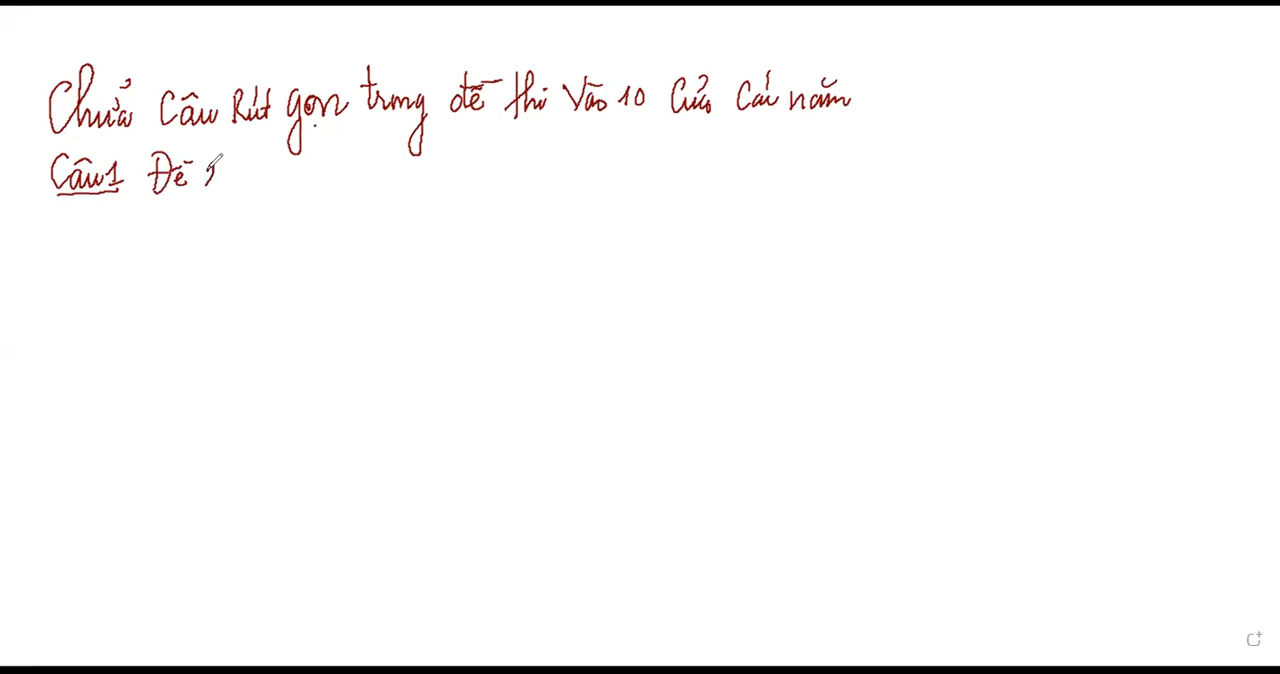 Chữa Câu Rút gọn trong đề thi Vào 10 Của Các năm
Câu 1 Đề